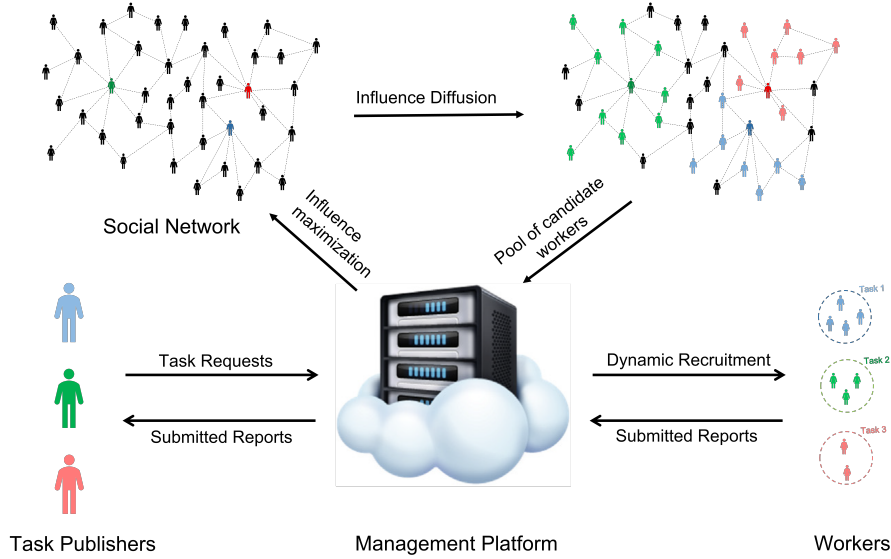 Influence Diffusion
Social Network
Influence
maximization
Pool of candidate
workers
Task 1
Task Requests
Dynamic Recruitment
Task 2
Submitted Reports
Submitted Reports
Task 3
Task Publishers
Management Platform
Workers